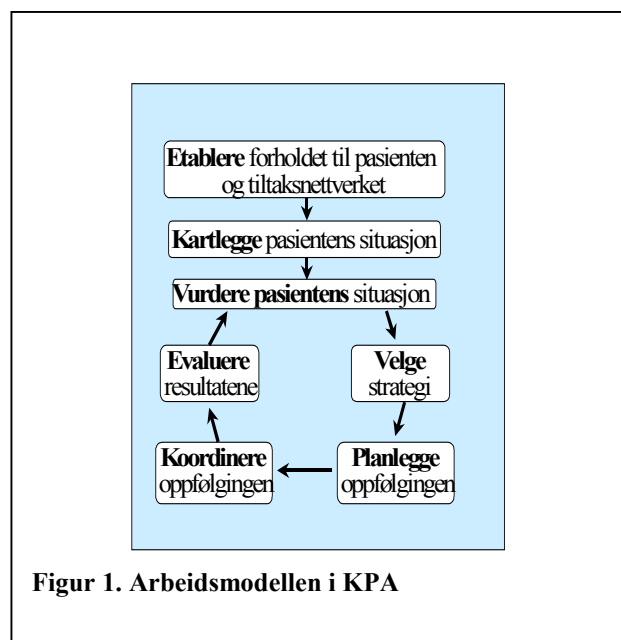 Etablere forholdet til pasienten
og tiltaksnettverket
Kartlegge pasientens situasjon
Vurdere pasientens situasjon
Evaluere
resultatene
Velge
strategi
Koordinere
oppfølgingen
Planlegge
oppfølgingen
Figur 1. Arbeidsmodellen i KPA